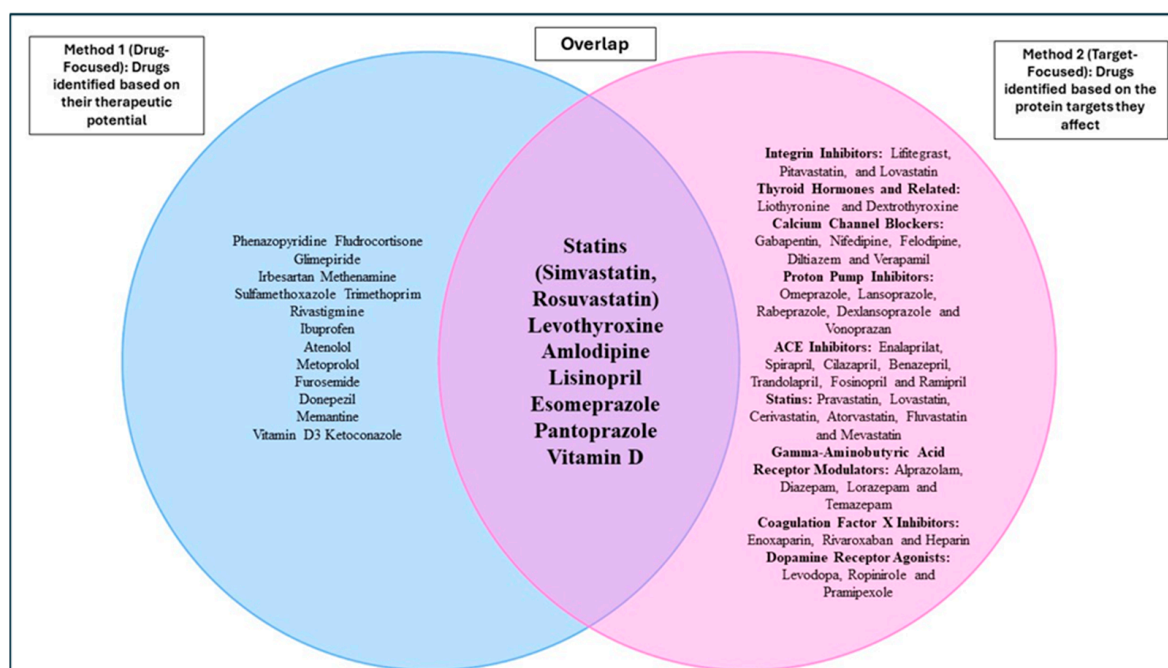 Method 1 (Drug-
Focused): Drugs
identified based on
their therapeutic
potential
Overlap
Method 2 (Target-
Focused): Drugs
identified based on the
protein targets they
affect
Phenazopyridine Fludrocortisone
Glimepiride
Irbesartan Methenamine
Sulfamethoxazole Trimethoprim
Rivastigmine
Ibuprofen
Atenolol
Metoprolol
Furosemide
Donepezil
Memantine
Vitamin D3 Ketoconazole
Statins
(Simvastatin,
Rosuvastatin)
Levothyroxine
Amlodipine
Lisinopril
Esomeprazole
Pantoprazole
Vitamin D
Integrin Inhibitors: Lifitegrast,
Pitavastatin, and Lovastatin
Thyroid Hormones and Related:
Liothyronine and Dextrothyroxine
Calcium Channel Blockers:
Gabapentin, Nifedipine, Felodipine,
Diltiazem and Verapamil
Proton Pump Inhibitors:
Omeprazole, Lansoprazole,
Rabeprazole, Dexlansoprazole and
Vonoprazan
ACE Inhibitors: Enalaprilat,
Spirapril, Cilazapril, Benazepril,
Trandolapril, Fosinopril and Ramipril
Statins: Pravastatin, Lovastatin,
Cerivastatin, Atorvastatin, Fluvastatin
and Mevastatin
Gamma-Aminobutyric Acid
Receptor Modulators: Alprazolam,
Diazepam, Lorazepam and
Temazepam
Coagulation Factor X Inhibitors:
Enoxaparin, Rivaroxaban and Heparin
Dopamine Receptor Agonists:
Levodopa, Ropinirole and
Pramipexole